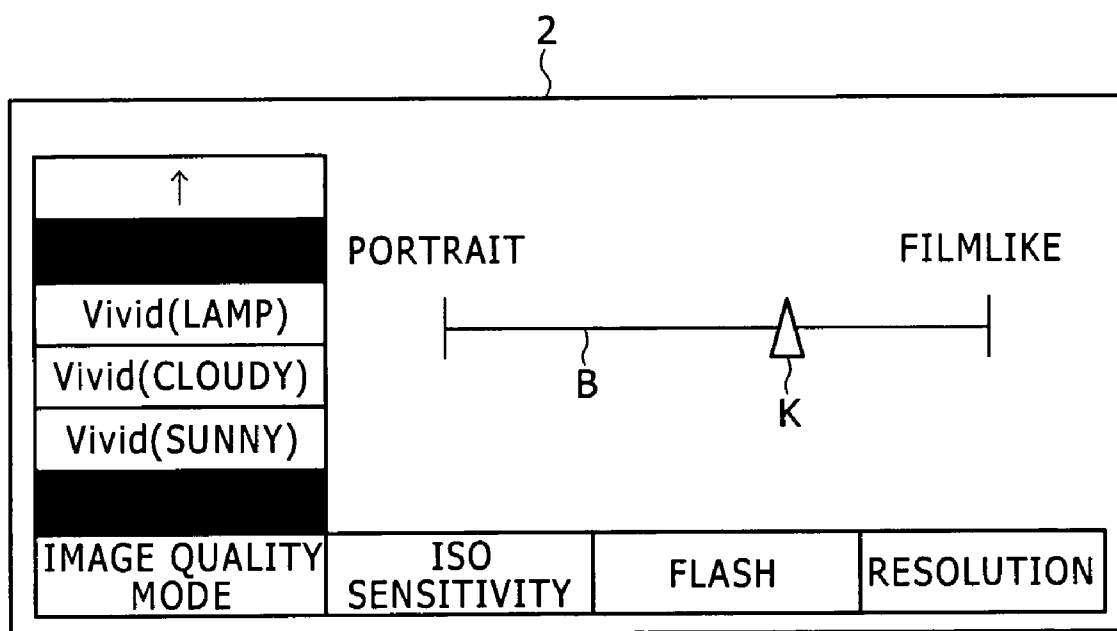 2
↑
PORTRAIT
FILMLIKE
Vivid(LAMP)
Vivid(CLOUDY)
B
K
Vivid(SUNNY)
IMAGE QUALITY
MODE
ISO
SENSITIVITY
FLASH
RESOLUTION